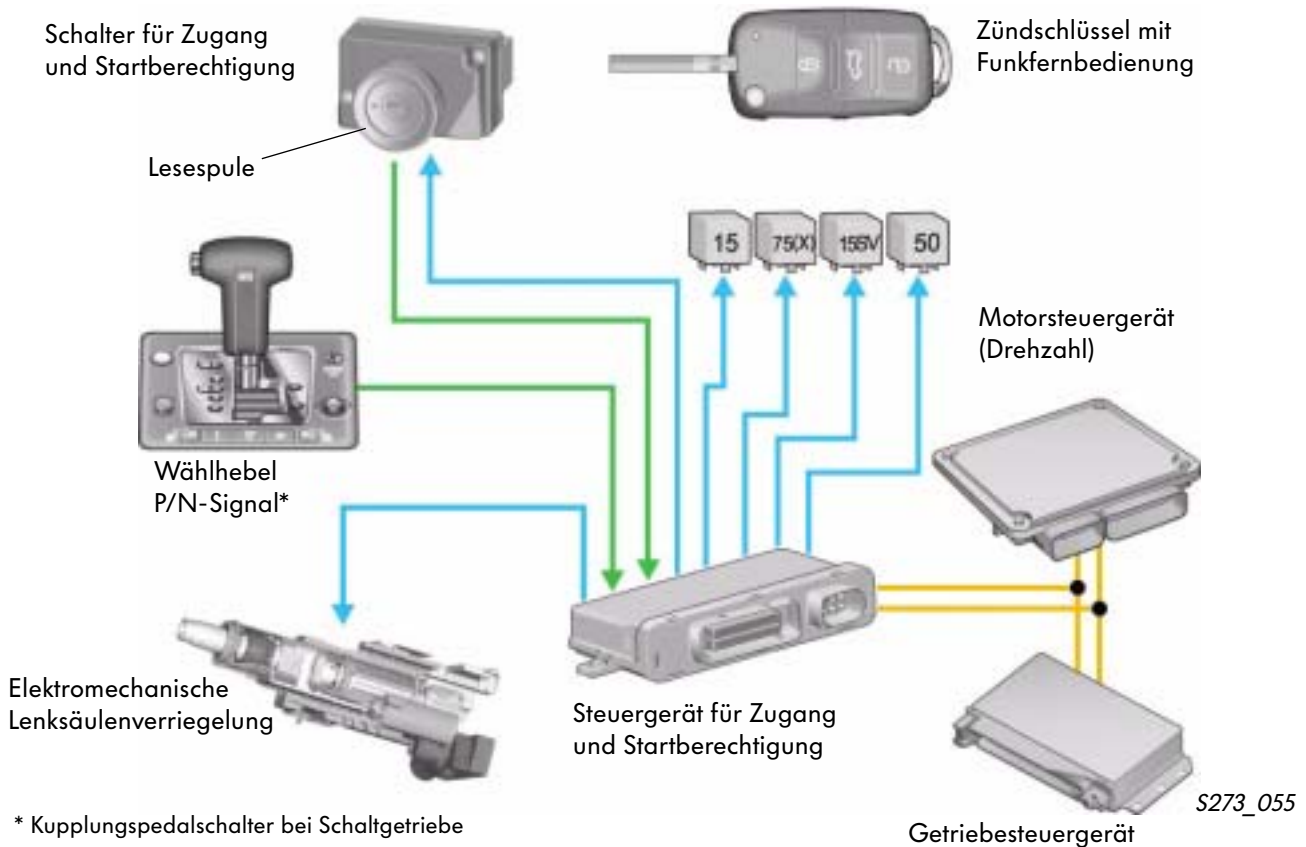 Schalter für Zugang
und Startberechtigung
Zündschlüssel mit
Funkfernbedienung
Lesespule
15
75(X)
155V
50
Motorsteuergerät
(Drehzahl)
Wählhebel
P/N-Signal*
Elektromechanische
Lenksäulenverriegelung
Steuergerät für Zugang
und Startberechtigung
S273_055
* Kupplungspedalschalter bei Schaltgetriebe
Getriebesteuergerät